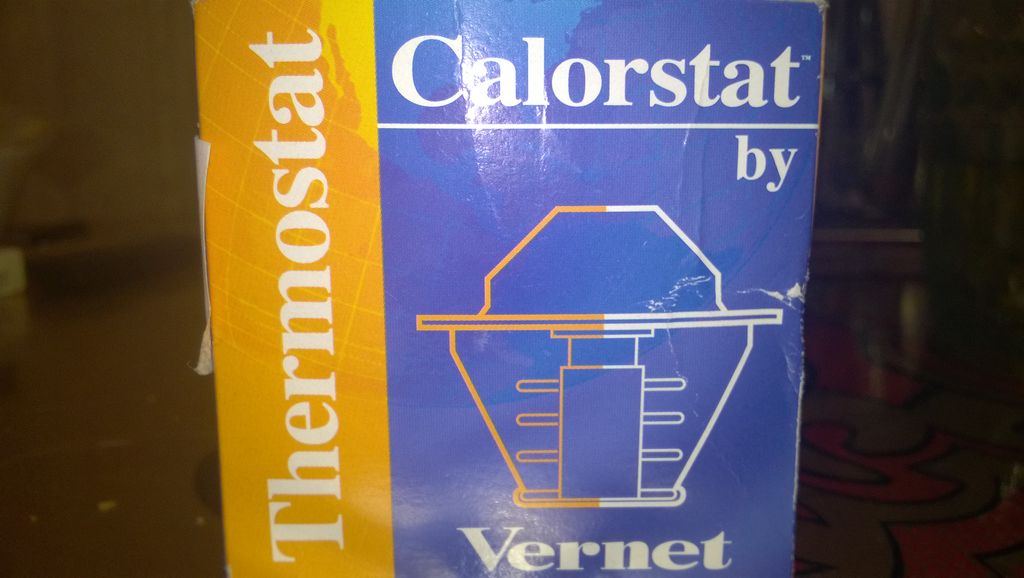 Thermostat
Calorstat™
by
Vernet